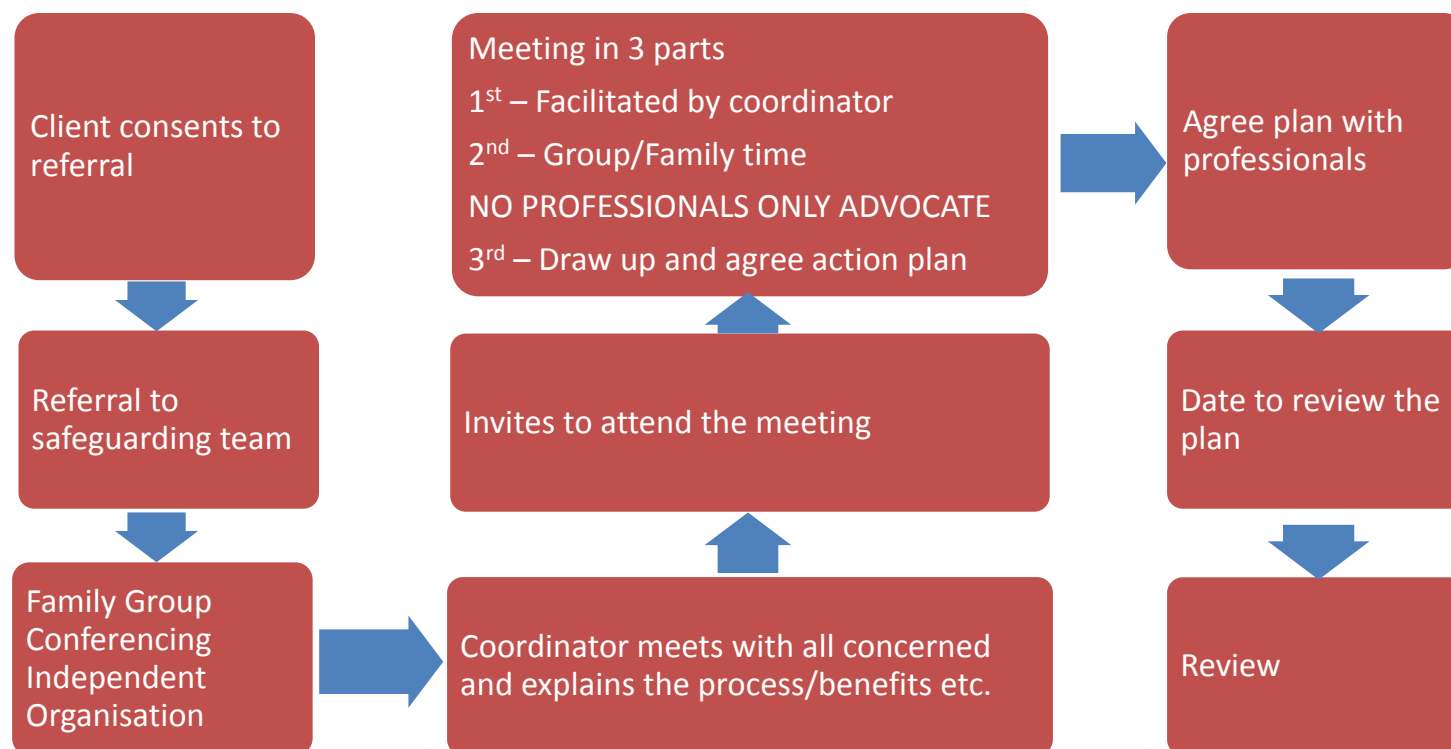 Client consents to
referral
Referral to
safeguarding team
Family Group
Conferencing
Independent
Organisation
Coordinator meets with all concerned
and explains the process/benefits etc.
Invites to attend the meeting
Meeting in 3 parts
1st – Facilitated by coordinator
2nd – Group/Family time
NO PROFESSIONALS ONLY ADVOCATE
3rd – Draw up and agree action plan
Agree plan with
professionals
Date to review the
plan
Review